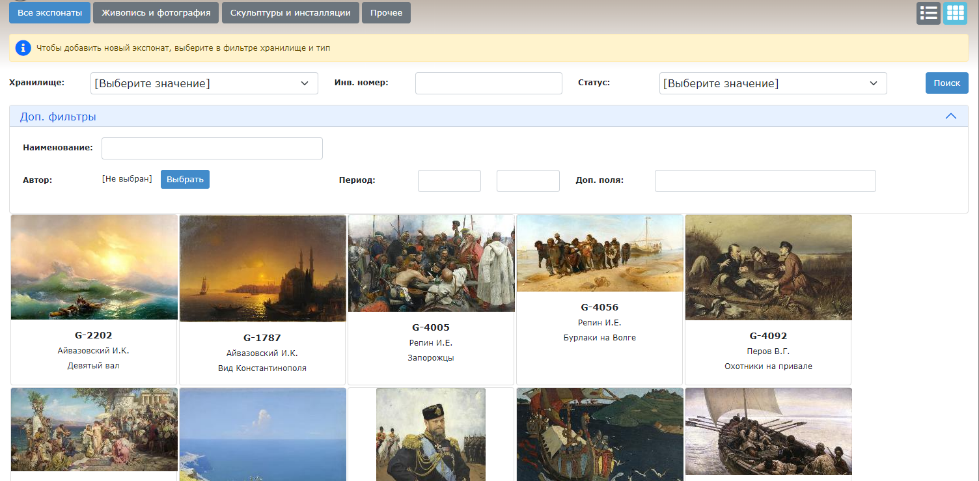 Все экспонаты Живопись и фотография Скульптуры и инсталляции Прочее
Чтобы добавить новый экспонат, выберите в фильтре хранилище и тип
Хранилище: [Выберите значение] Инв. номер: Статус: [Выберите значение] Поиск
Доп. фильтры
Наименование:
Автор: [Не выбран] Выбрать Период: Доп. поля:
G-2202
Айвазовский И.К.
Девятый вал
G-1787
Айвазовский И.К.
Вид Константинополя
G-4005
Репин И.Е.
Запорожцы
G-4056
Репин И.Е.
Бурлаки на Волге
G-4092
Перов В.Г.
Охотники на привале